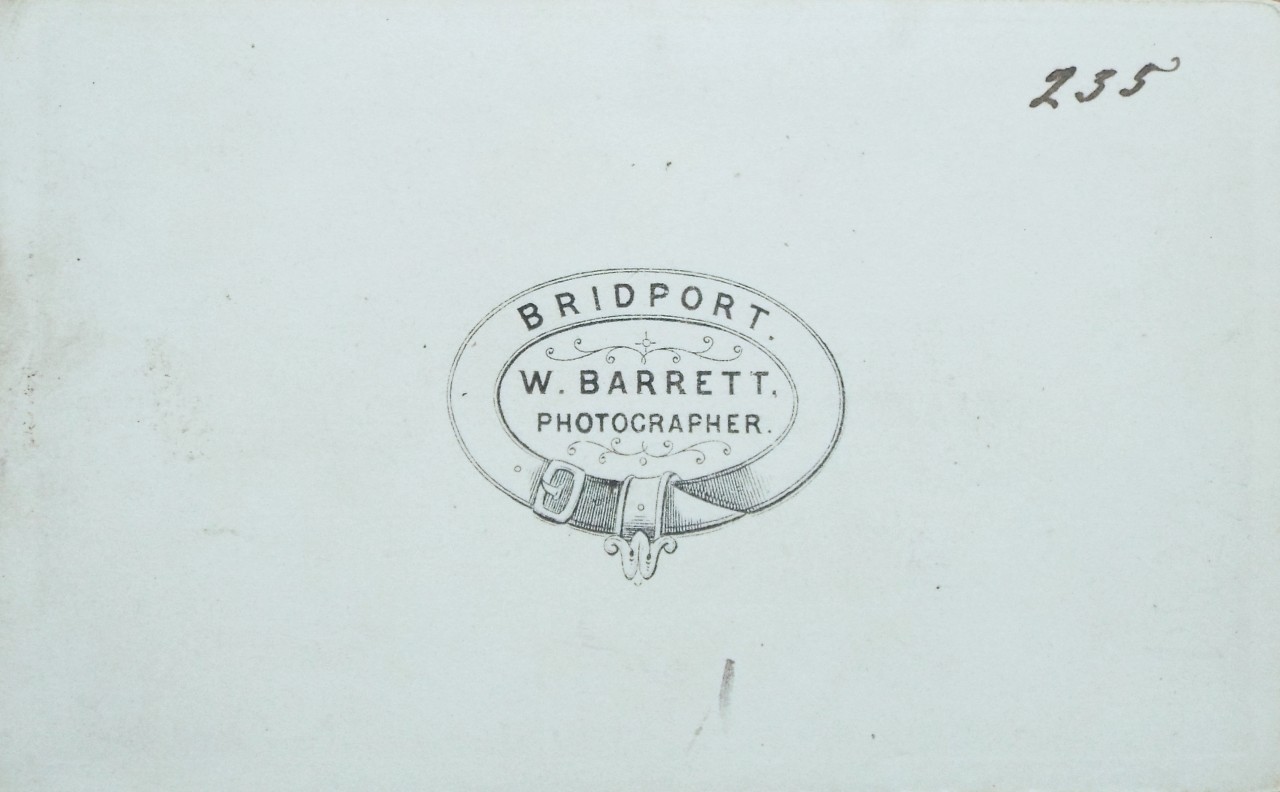 235
BRIDPORT.
W. BARRETT.
PHOTOGRAPHER.